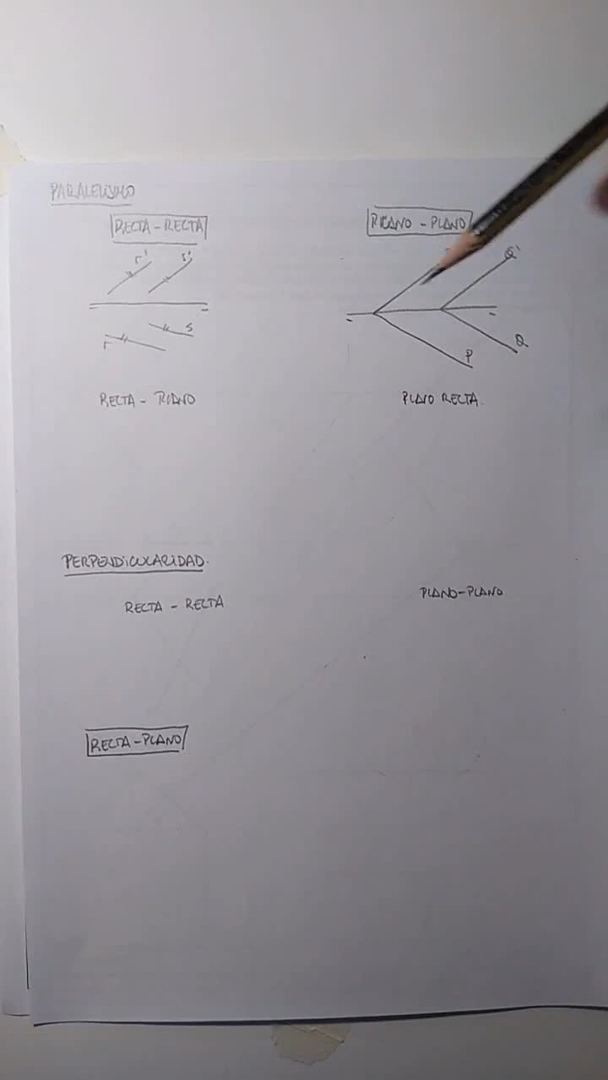 PARALELISMO
RECTA-RECTA
PLANO-PLANO
r' s'
Q'
s
r
Q
P
RECTA - PLANO
PLANO RECTA.
PERPENDICULARIDAD.
RECTA - RECTA
PLANO-PLANO
RECTA-PLANO